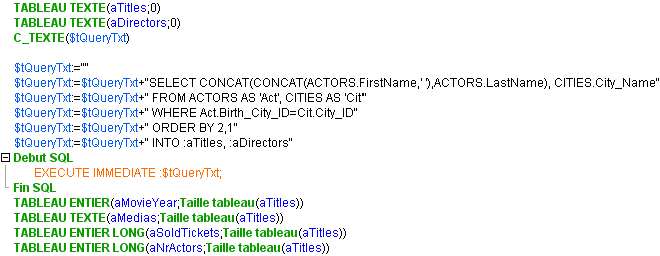 TABLEAU TEXTE(aTitles;0)
TABLEAU TEXTE(aDirectors;0)
C_TEXTE($tQueryTxt)
$tQueryTxt:=""
$tQueryTxt:=$tQueryTxt+"SELECT CONCAT(CONCAT(ACTORS.FirstName,' '),ACTORS.LastName), CITIES.City_Name"
$tQueryTxt:=$tQueryTxt+" FROM ACTORS AS 'Act', CITIES AS 'Cit'"
$tQueryTxt:=$tQueryTxt+" WHERE Act.Birth_City_ID=Cit.City_ID"
$tQueryTxt:=$tQueryTxt+" ORDER BY 2,1"
$tQueryTxt:=$tQueryTxt+" INTO :aTitles, :aDirectors"
Debut SQL
EXECUTE IMMEDIATE :$tQueryTxt;
Fin SQL
TABLEAU ENTIER(aMovieYear;Taille tableau(aTitles))
TABLEAU TEXTE(aMedias;Taille tableau(aTitles))
TABLEAU ENTIER LONG(aSoldTickets;Taille tableau(aTitles))
TABLEAU ENTIER LONG(aNrActors;Taille tableau(aTitles))